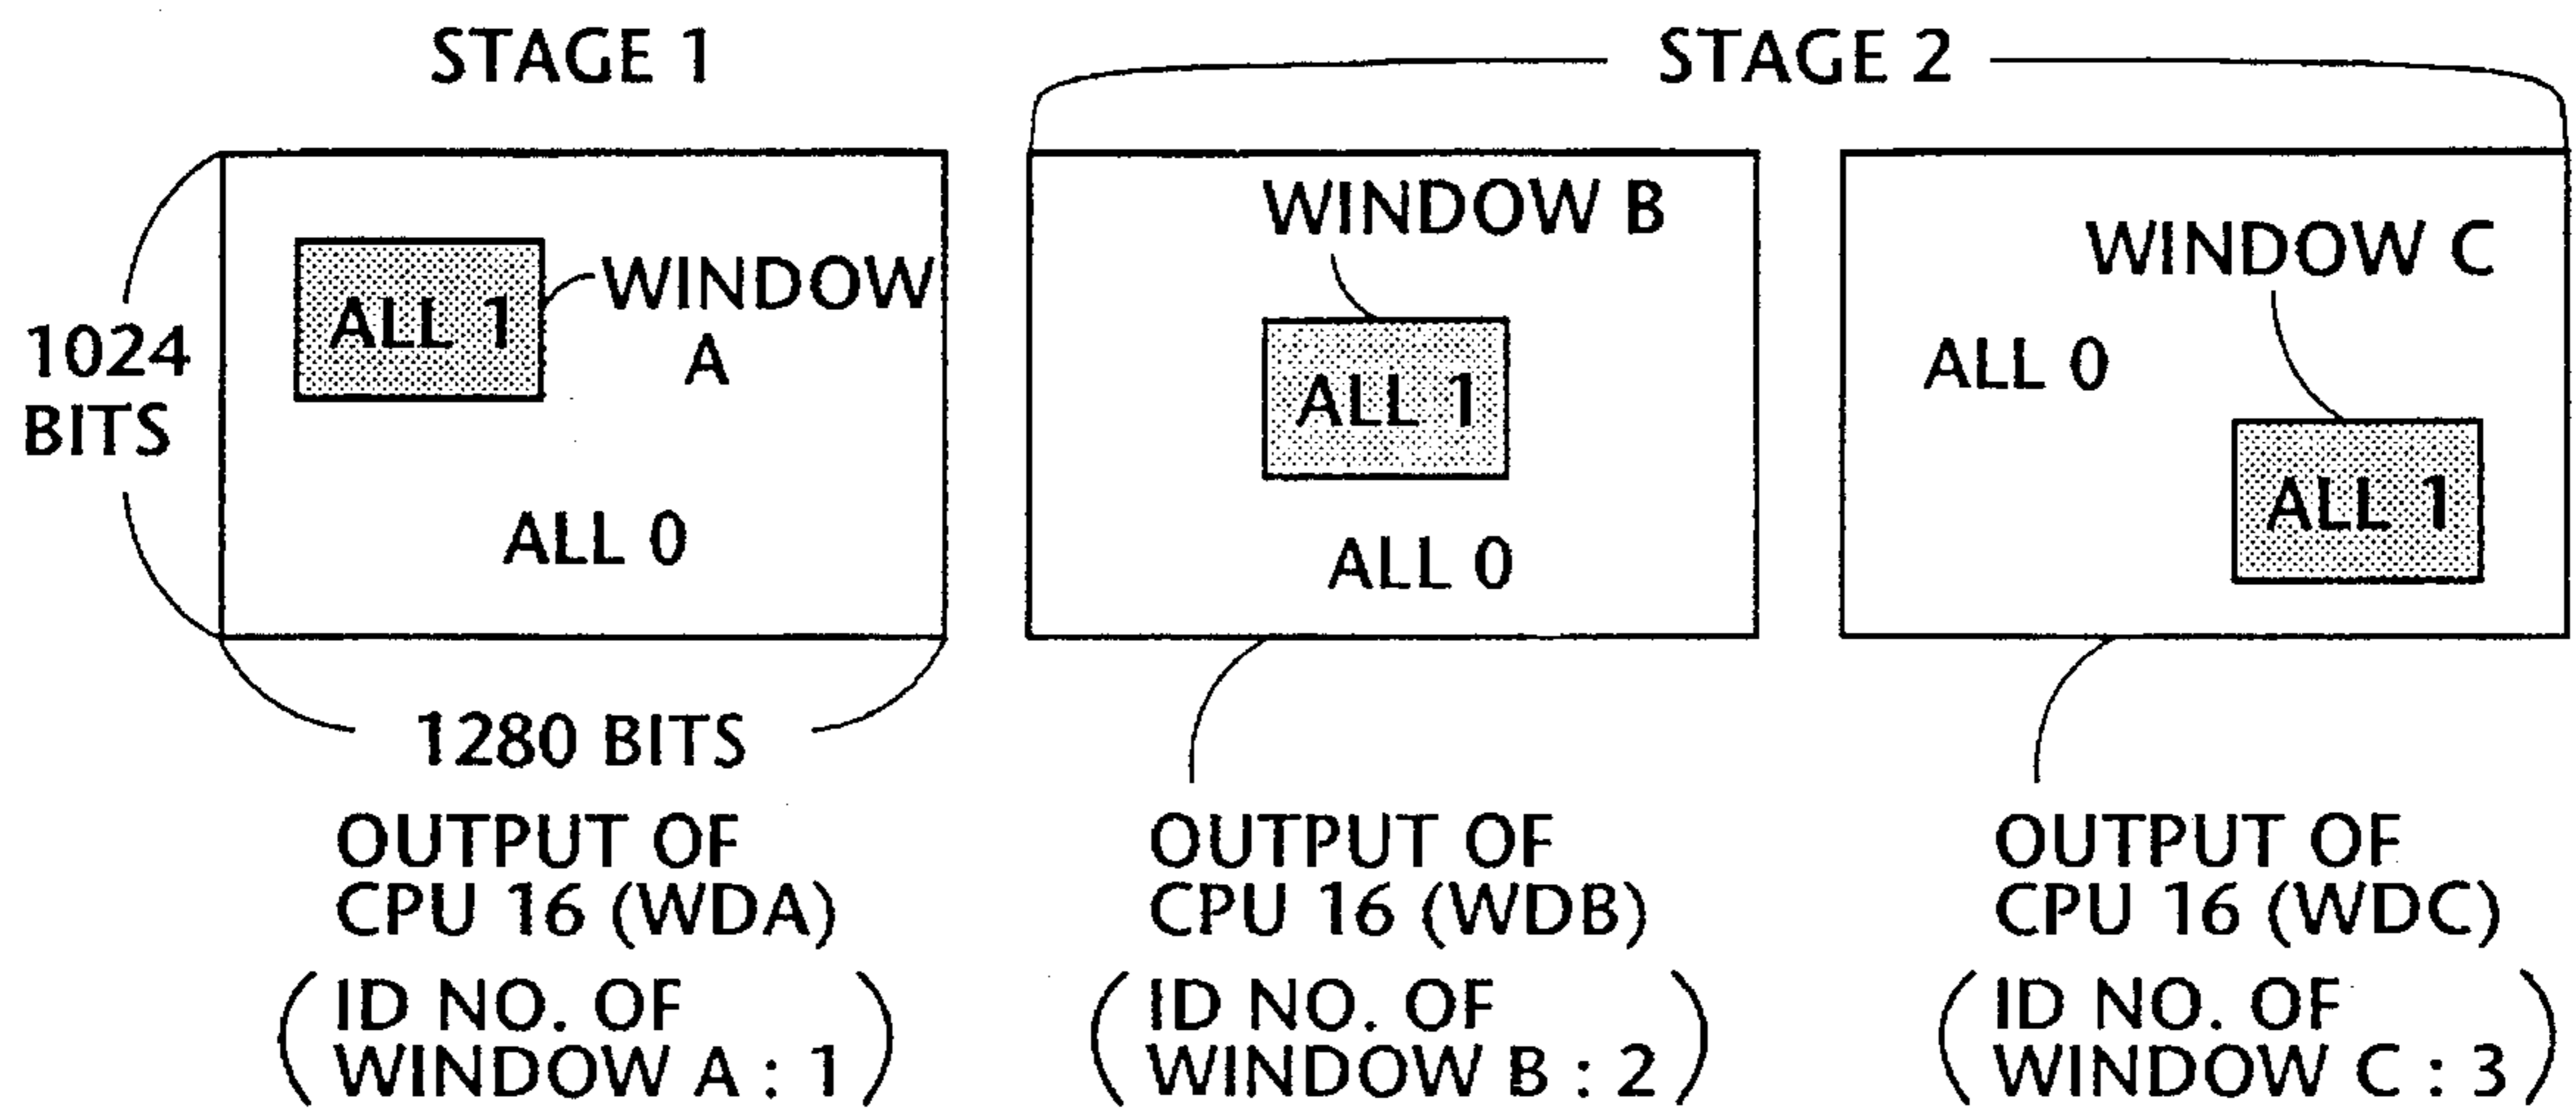 STAGE 1
STAGE 2
WINDOW B
WINDOW C
WINDOW
A
ALL 1
1024
BITS
ALL 0
ALL 1
ALL 0
ALL 0
ALL 1
1280 BITS
OUTPUT OF
CPU 16 (WDA)
(ID NO. OF
WINDOW A : 1)
OUTPUT OF
CPU 16 (WDB)
(ID NO. OF
WINDOW B : 2)
OUTPUT OF
CPU 16 (WDC)
(ID NO. OF
WINDOW C : 3)